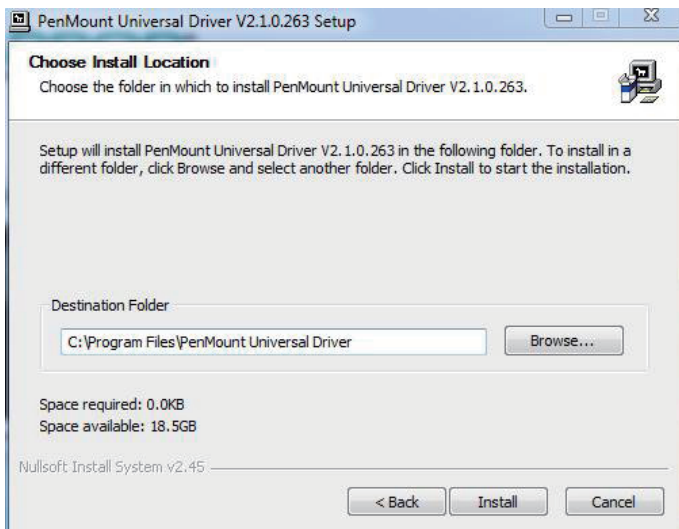 PenMount Universal Driver V2.1.0.263 Setup
Choose Install Location
Choose the folder in which to install PenMount Universal Driver V2.1.0.263.
Setup will install PenMount Universal Driver V2.1.0.263 in the following folder. To install in a
different folder, click Browse and select another folder. Click Install to start the installation.
Destination Folder
C:\Program Files\PenMount Universal Driver
Browse...
Space required: 0.0KB
Space available: 18.5GB
Nullsoft Install System v2.45
< Back
Install
Cancel